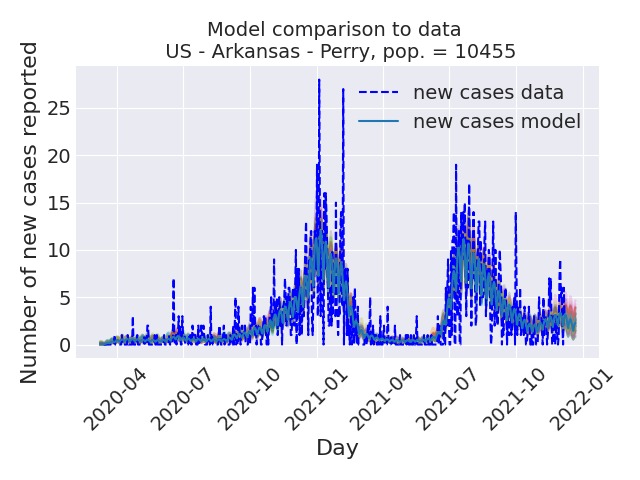 Model comparison to data
US - Arkansas - Perry, pop. = 10455
new cases data
new cases model
Number of new cases reported
25
20
15
10
5
0
2020-04
2020-07
2020-10
2021-01
2021-04
2021-07
2021-10
2022-01
Day